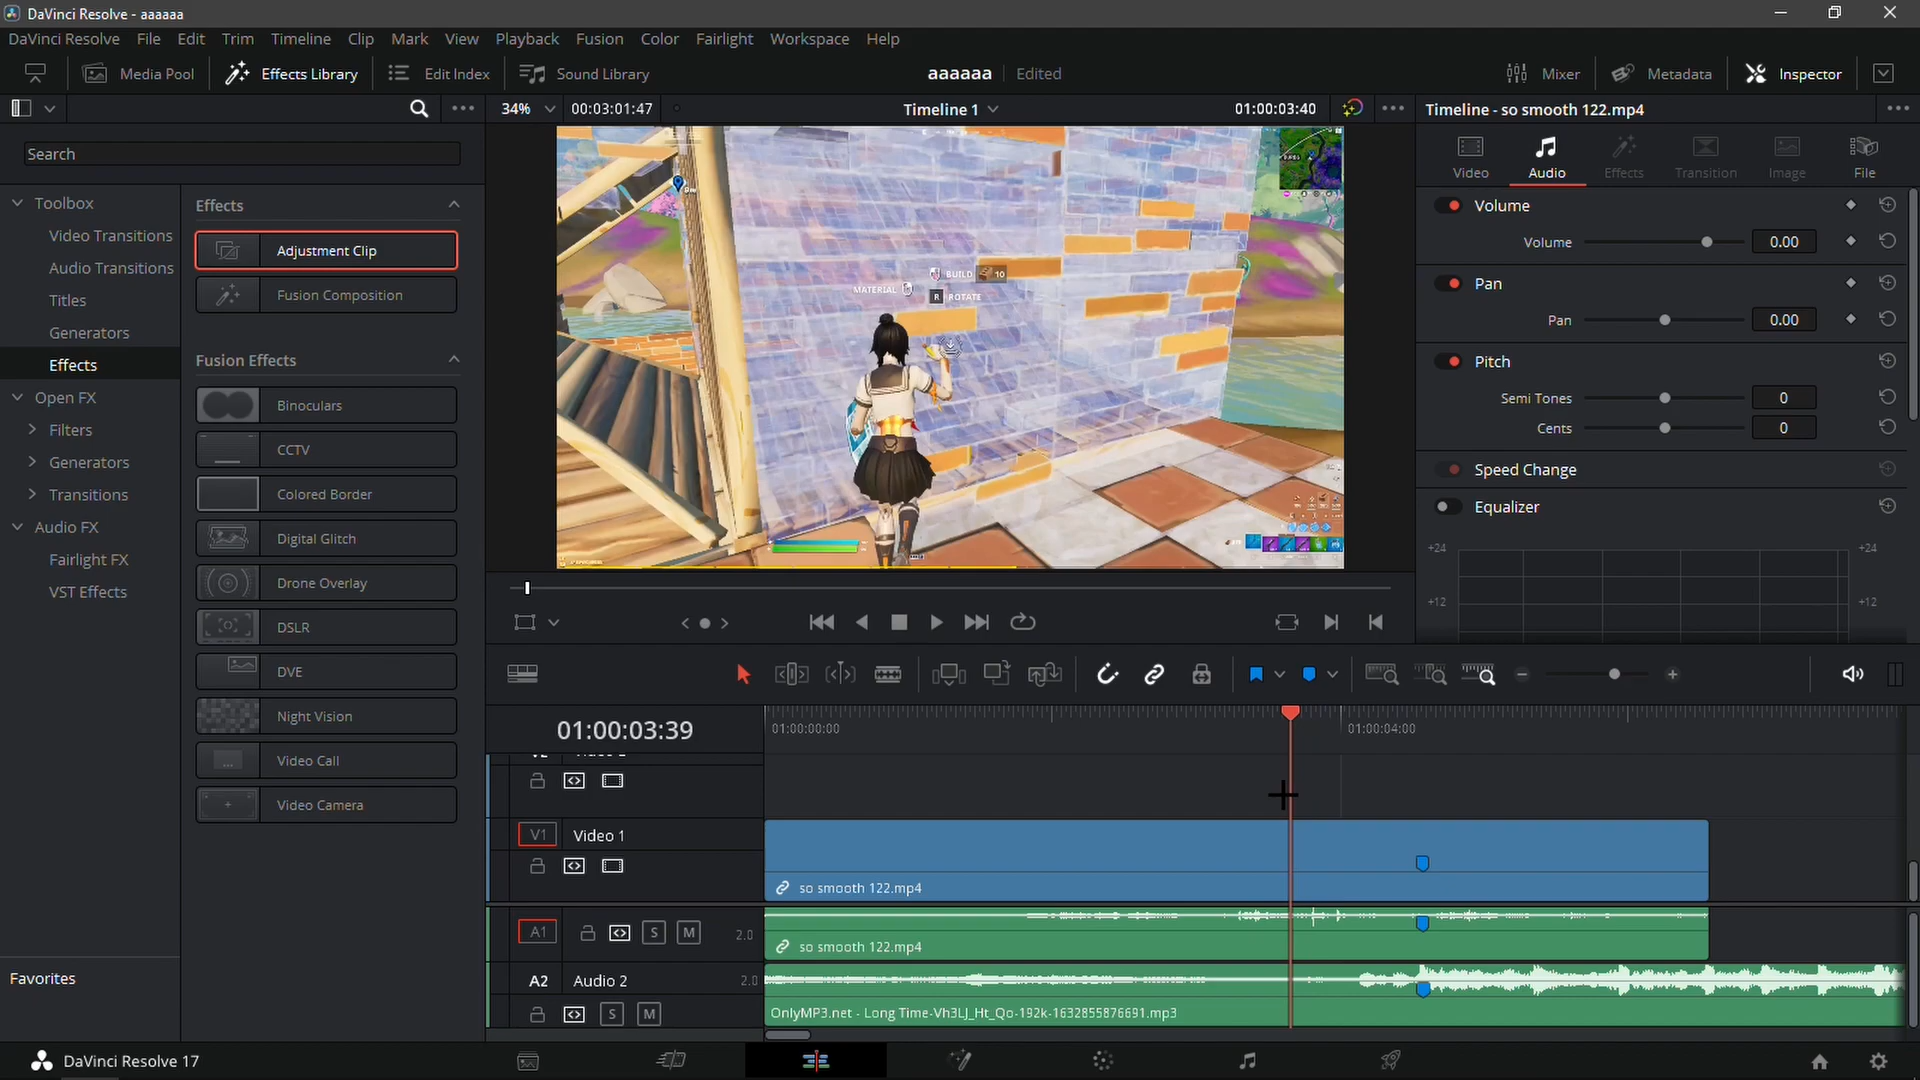 DaVinci Resolve - aaaaaa
DaVinci Resolve File Edit Trim Timeline Clip Mark View Playback Fusion Color Fairlight Workspace Help
Media Pool Effects Library Edit Index Sound Library aaaaaa Edited Mixer Metadata Inspector
34% 00:03:01:47 Timeline 1 01:00:03:40 Timeline - so smooth 122.mp4
Search
Toolbox
Video Transitions
Audio Transitions
Titles
Generators
Effects
Open FX
Filters
Generators
Transitions
Audio FX
Fairlight FX
VST Effects
Favorites
Effects
Adjustment Clip
Fusion Composition
Fusion Effects
Binoculars
CCTV
Colored Border
Digital Glitch
Drone Overlay
DSLR
DVE
Night Vision
Video Call
Video Camera
BUILD 10
MATERIAL
R ROTATE
Video Audio Effects Transition Image File
Volume
Volume 0.00
Pan
Pan 0.00
Pitch
Semi Tones 0
Cents 0
Speed Change
Equalizer
+24 +24
+12 +12
01:00:03:39 01:00:00:00 01:00:04:00
V1 Video 1
so smooth 122.mp4
A1 S M 2.0
so smooth 122.mp4
A2 Audio 2 2.0
S M
OnlyMP3.net - Long Time-Vh3LJ_Ht_Qo-192k-1632855876691.mp3
DaVinci Resolve 17